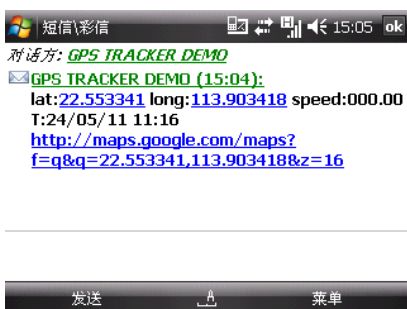 短信\彩信 15:05 ok
对话方: GPS TRACKER DEMO
GPS TRACKER DEMO (15:04):
lat:22.553341 long:113.903418 speed:000.00
T:24/05/11 11:16
http://maps.google.com/maps?
f=q&q=22.553341,113.903418&z=16
发送 菜单